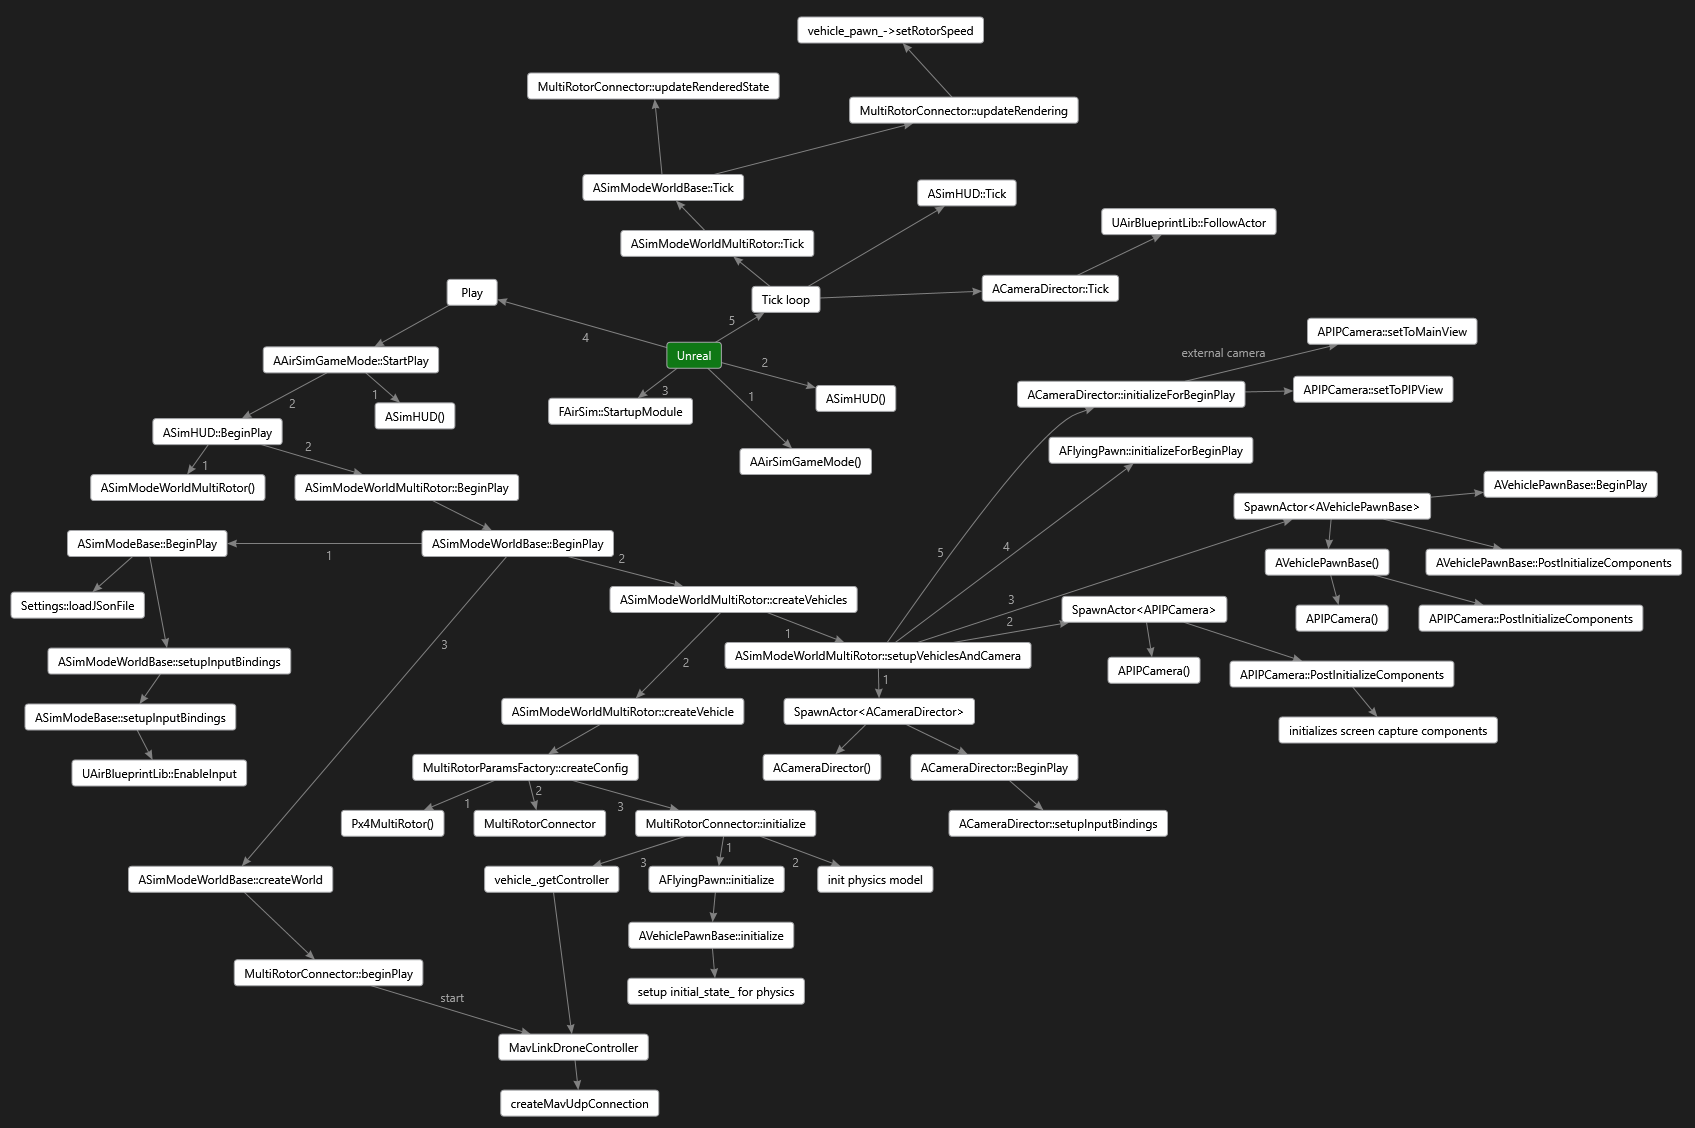 vehicle_pawn_->setRotorSpeed
MultiRotorConnector::updateRenderedState
MultiRotorConnector::updateRendering
ASimModeWorldBase::Tick
ASimHUD::Tick
UAirBlueprintLib::FollowActor
ASimModeWorldMultiRotor::Tick
Play
Tick loop
ACameraDirector::Tick
5
4
APIPCamera::setToMainView
external camera
AAirSimGameMode::StartPlay
Unreal
2
3
1
1
2
ASimHUD()
FAirSim::StartupModule
ASimHUD()
ACameraDirector::initializeForBeginPlay
APIPCamera::setToPIPView
ASimHUD::BeginPlay
2
1
AAirSimGameMode()
AFlyingPawn::initializeForBeginPlay
ASimModeWorldMultiRotor()
ASimModeWorldMultiRotor::BeginPlay
SpawnActor<AVehiclePawnBase>
AVehiclePawnBase::BeginPlay
ASimModeBase::BeginPlay
1
ASimModeWorldBase::BeginPlay
2
5
4
AVehiclePawnBase()
AVehiclePawnBase::PostInitializeComponents
Settings::loadJSonFile
ASimModeWorldMultiRotor::createVehicles
3
2
SpawnActor<APIPCamera>
APIPCamera()
APIPCamera::PostInitializeComponents
1
3
ASimModeWorldBase::setupInputBindings
2
ASimModeWorldMultiRotor::setupVehiclesAndCamera
1
APIPCamera()
APIPCamera::PostInitializeComponents
ASimModeBase::setupInputBindings
ASimModeWorldMultiRotor::createVehicle
SpawnActor<ACameraDirector>
initializes screen capture components
UAirBlueprintLib::EnableInput
MultiRotorParamsFactory::createConfig
ACameraDirector()
ACameraDirector::BeginPlay
1
2
3
Px4MultiRotor()
MultiRotorConnector
MultiRotorConnector::initialize
ACameraDirector::setupInputBindings
3
1
2
ASimModeWorldBase::createWorld
vehicle_.getController
AFlyingPawn::initialize
init physics model
AVehiclePawnBase::initialize
MultiRotorConnector::beginPlay
setup initial_state_ for physics
start
MavLinkDroneController
createMavUdpConnection